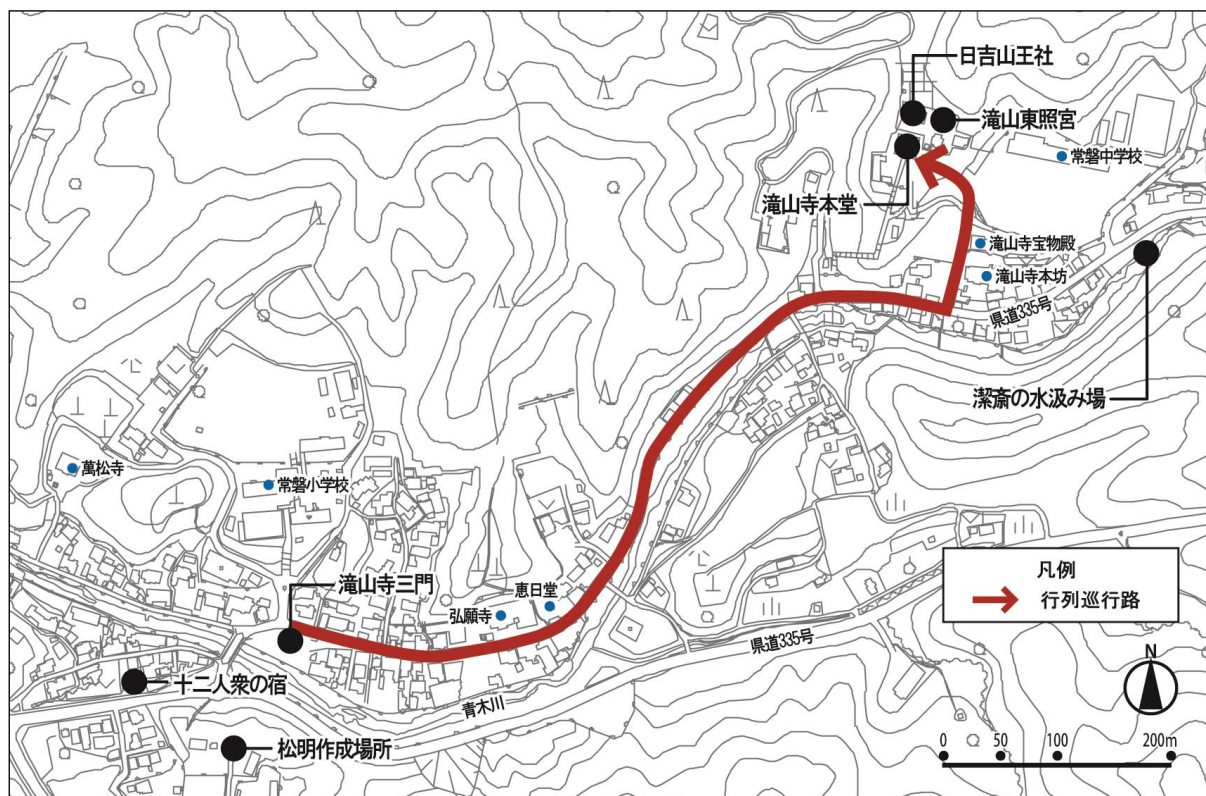 日吉山王社
滝山東照宮
常磐中学校
滝山寺本堂
滝山寺宝物殿
滝山寺本坊
県道335号
潔斎の水汲み場
萬松寺
常磐小学校
滝山寺三門
恵日堂
弘願寺
凡例
行列巡行路
県道335号
十二人衆の宿
青木川
松明作成場所
N
0 50 100 200m